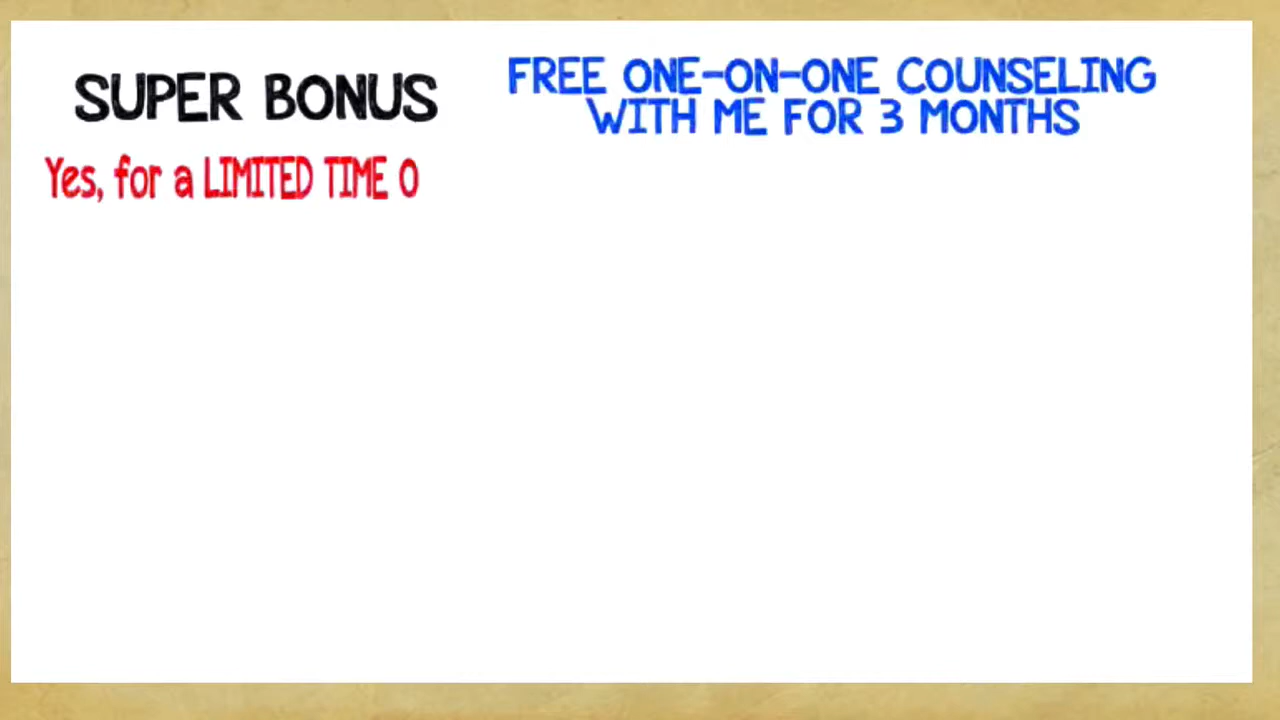 SUPER BONUS
Yes, for a LIMITED TIME O
FREE ONE-ON-ONE COUNSELING
WITH ME FOR 3 MONTHS